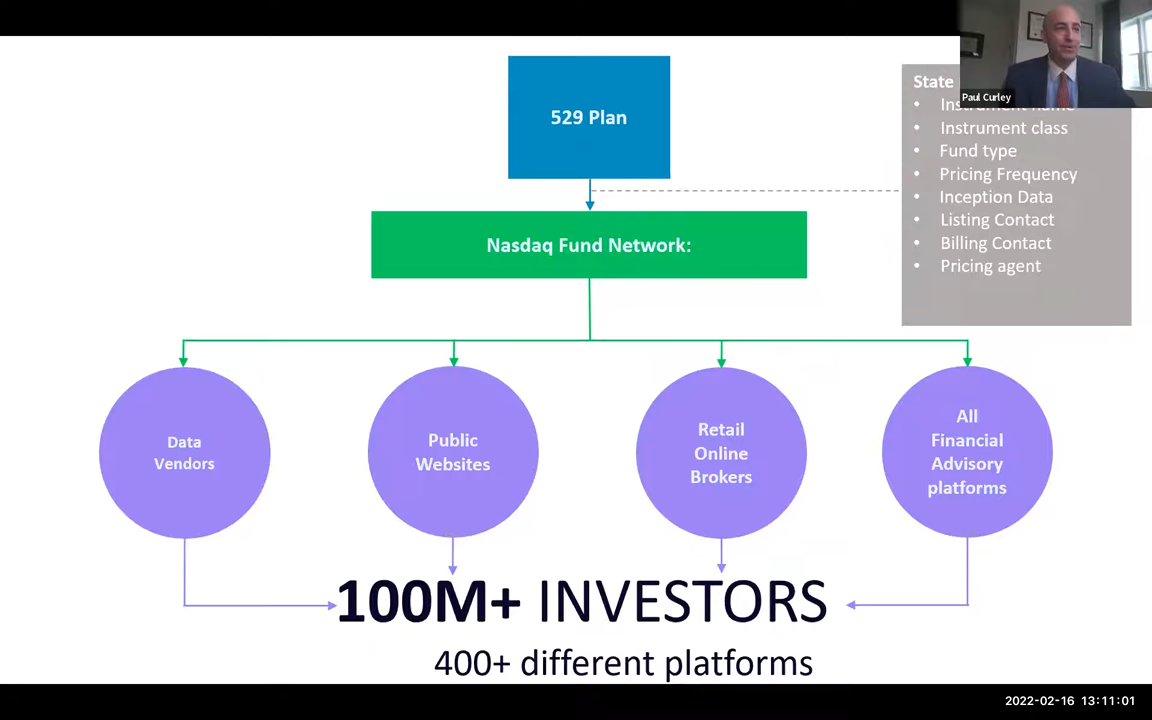 529 Plan
State
Paul Curley
Instrument name
• Instrument class
• Fund type
• Pricing Frequency
• Inception Data
• Listing Contact
• Billing Contact
• Pricing agent
Nasdaq Fund Network:
Data
Vendors
Public
Websites
Retail
Online
Brokers
All
Financial
Advisory
platforms
100M+ INVESTORS
400+ different platforms
2022-02-16 13:11:01